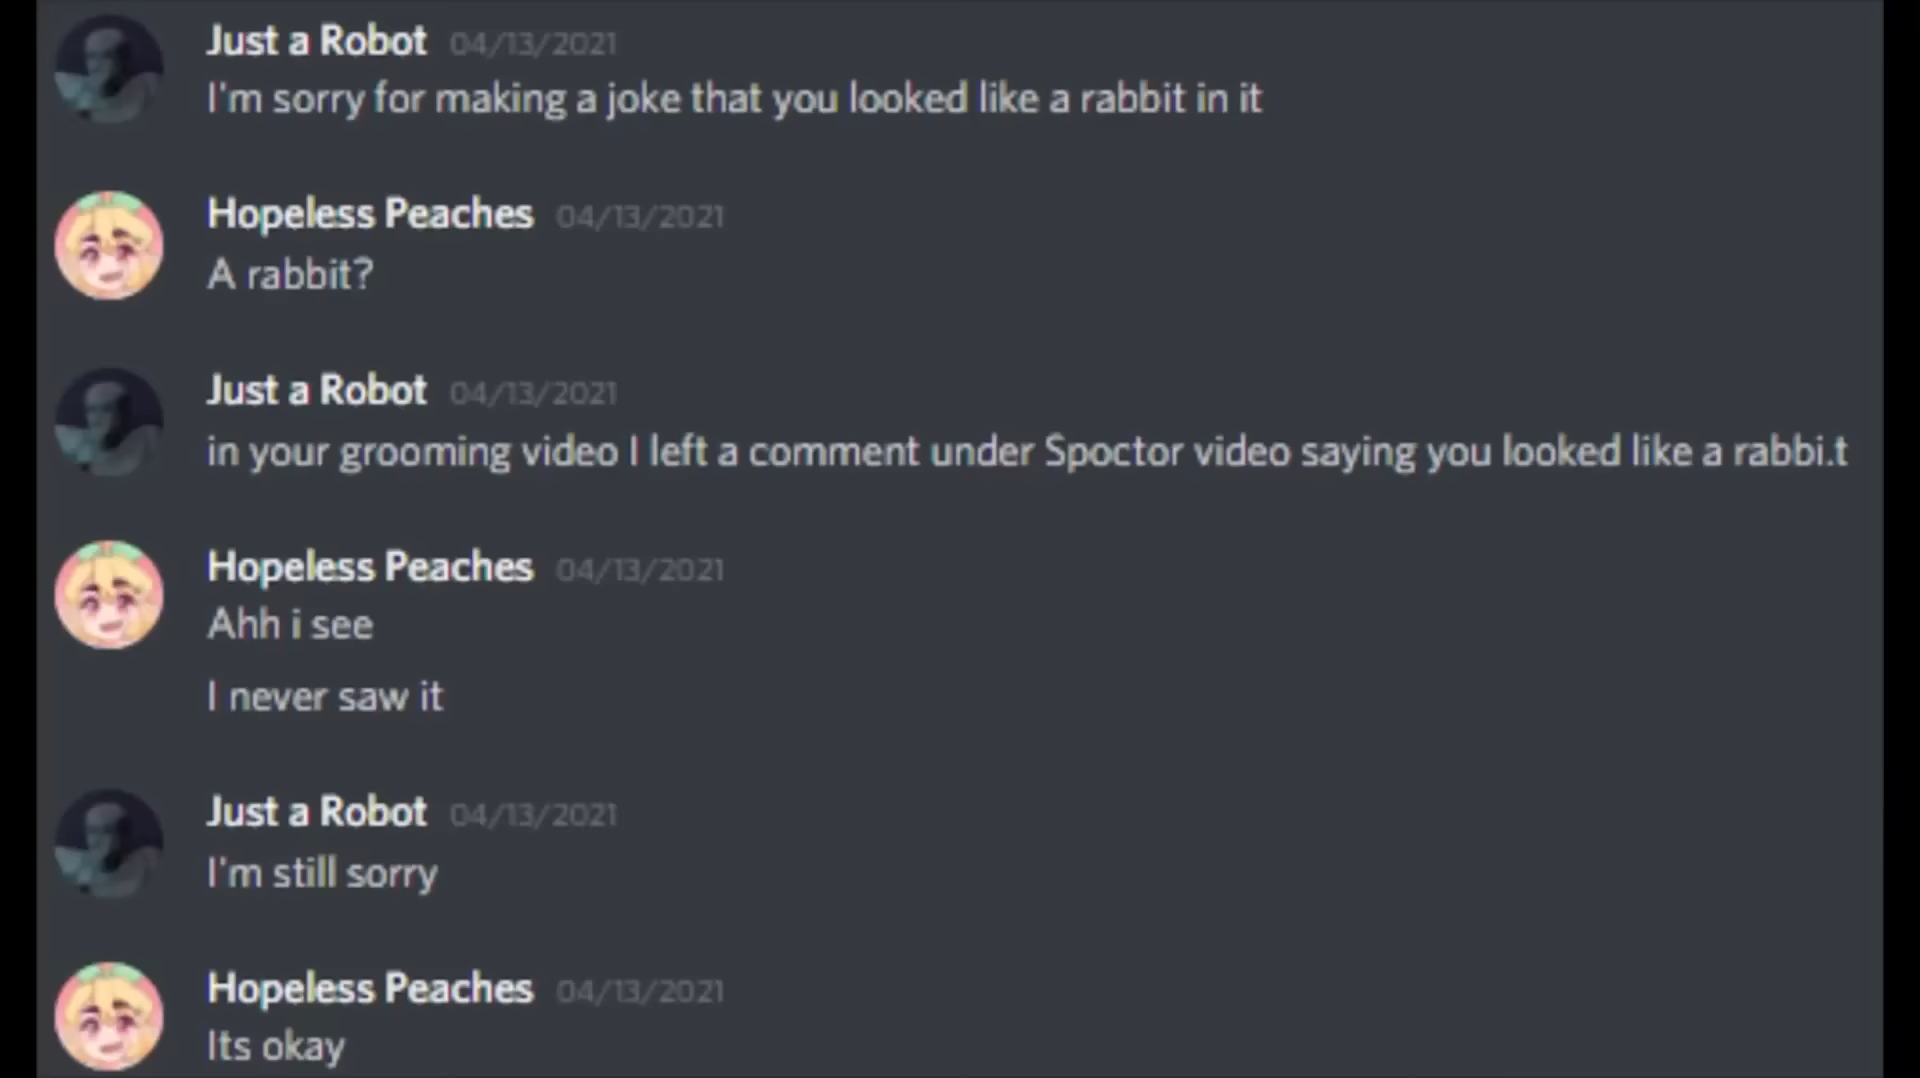 Just a Robot 04/13/2021
I'm sorry for making a joke that you looked like a rabbit in it
Hopeless Peaches 04/13/2021
A rabbit?
Just a Robot 04/13/2021
in your grooming video I left a comment under Spoctor video saying you looked like a rabbi.t
Hopeless Peaches 04/13/2021
Ahh i see
I never saw it
Just a Robot 04/13/2021
I'm still sorry
Hopeless Peaches 04/13/2021
Its okay